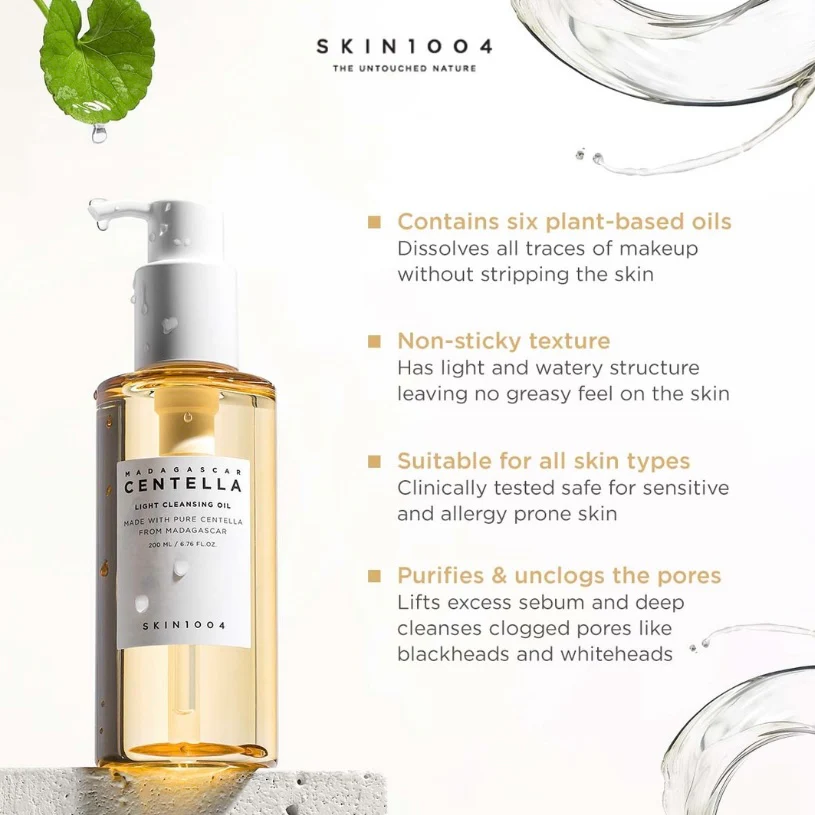 SKIN1004
THE UNTOUCHED NATURE
Contains six plant-based oils
Dissolves all traces of makeup
without stripping the skin
Non-sticky texture
Has light and watery structure
leaving no greasy feel on the skin
Suitable for all skin types
Clinically tested safe for sensitive
and allergy prone skin
Purifies & unclogs the pores
Lifts excess sebum and deep
cleanses clogged pores like
blackheads and whiteheads
MADAGASCAR
CENTELLA
LIGHT CLEANSING OIL
MADE WITH PURE CENTELLA
FROM MADAGASCAR
200 ML / 6.76 FL.OZ.
SKIN1004